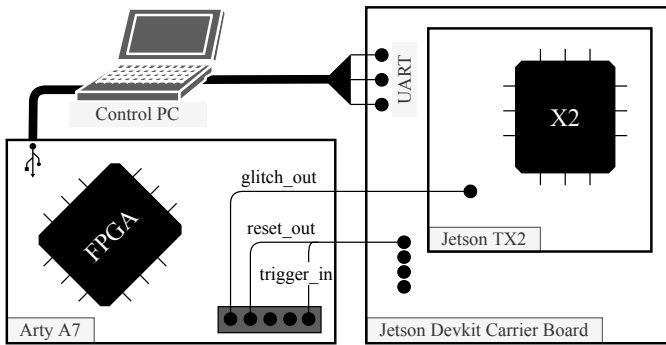 Control PC
UART
X2
glitch_out
FPGA
reset_out
Jetson TX2
trigger_in
Arty A7
Jetson Devkit Carrier Board